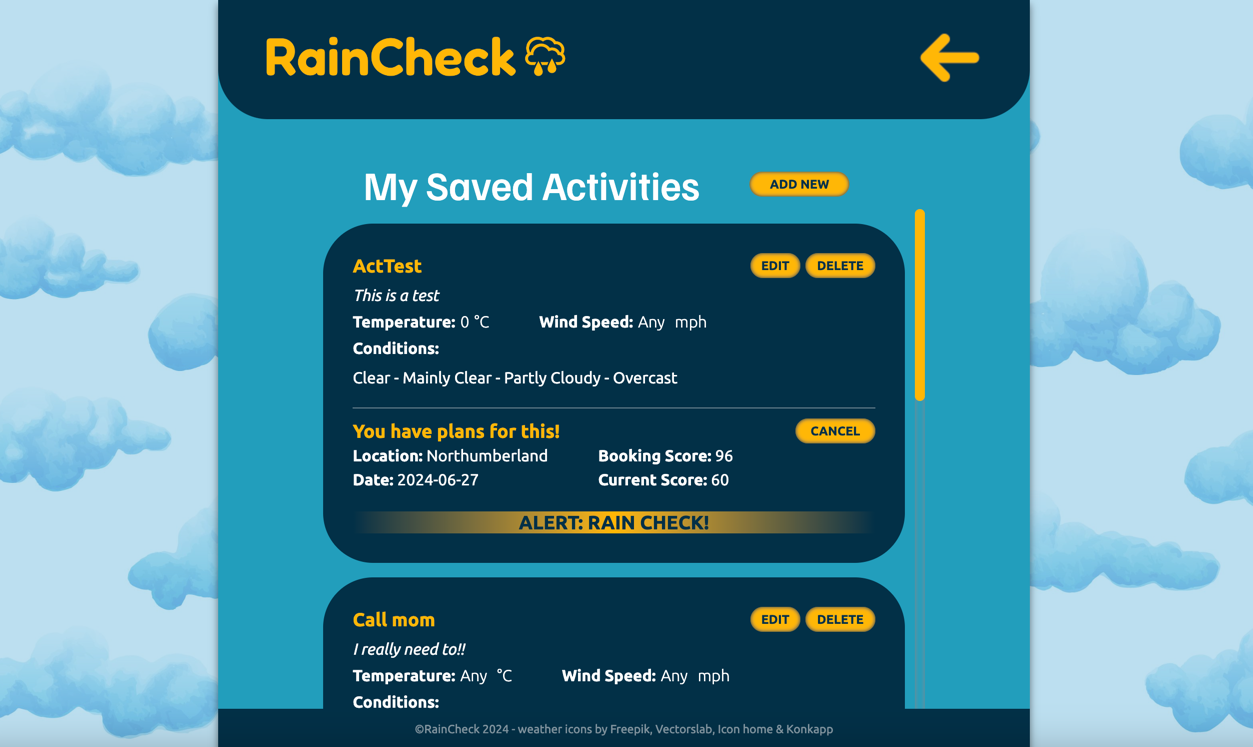 RainCheck
My Saved Activities ADD NEW
ActTest EDIT DELETE
This is a test
Temperature: 0 °C Wind Speed: Any mph
Conditions:
Clear - Mainly Clear - Partly Cloudy - Overcast
You have plans for this! CANCEL
Location: Northumberland Booking Score: 96
Date: 2024-06-27 Current Score: 60
ALERT: RAIN CHECK!
Call mom EDIT DELETE
I really need to!!
Temperature: Any °C Wind Speed: Any mph
Conditions:
©RainCheck 2024 - weather icons by Freepik, Vectorslab, Icon home & Konkapp